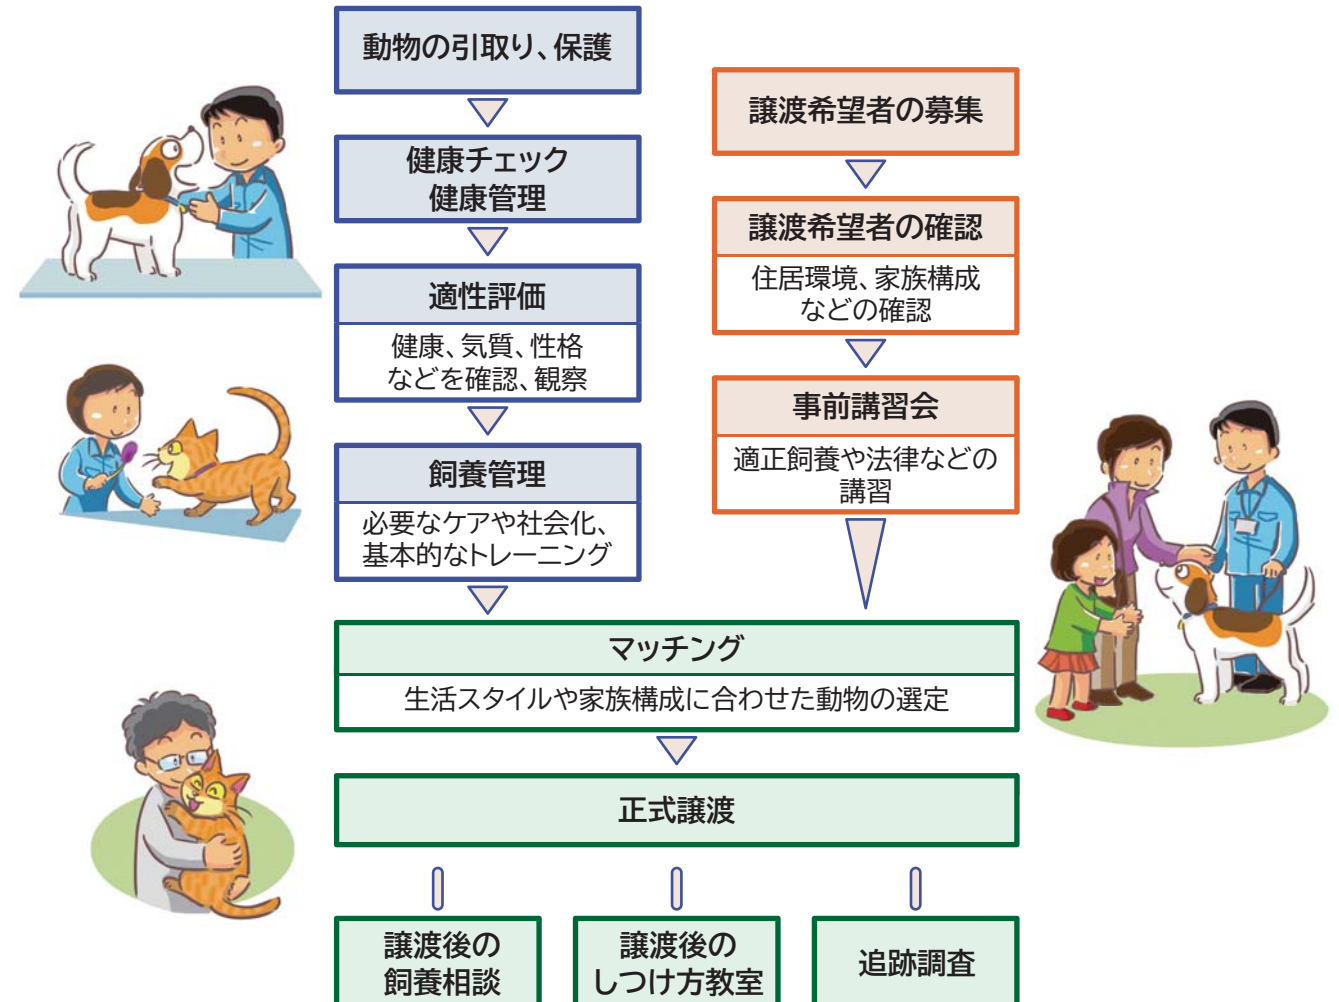 動物の引取り、保護
健康チェック
健康管理
適性評価
健康、気質、性格
などを確認、観察
飼養管理
必要なケアや社会化、
基本的なトレーニング
譲渡希望者の募集
譲渡希望者の確認
住居環境、家族構成
などの確認
事前講習会
適正飼養や法律などの
講習
マッチング
生活スタイルや家族構成に合わせた動物の選定
正式譲渡
譲渡後の
飼養相談
譲渡後の
しつけ方教室
追跡調査